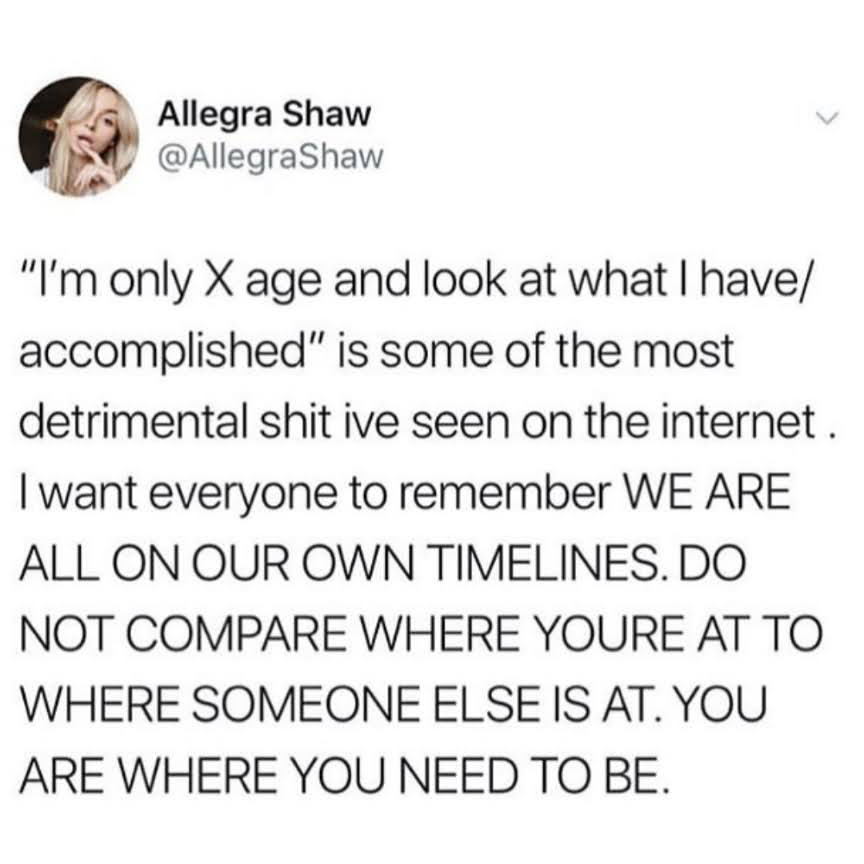 Allegra Shaw
@AllegraShaw
"I'm only X age and look at what I have/
accomplished" is some of the most
detrimental shit ive seen on the internet .
I want everyone to remember WE ARE
ALL ON OUR OWN TIMELINES. DO
NOT COMPARE WHERE YOURE AT TO
WHERE SOMEONE ELSE IS AT. YOU
ARE WHERE YOU NEED TO BE.